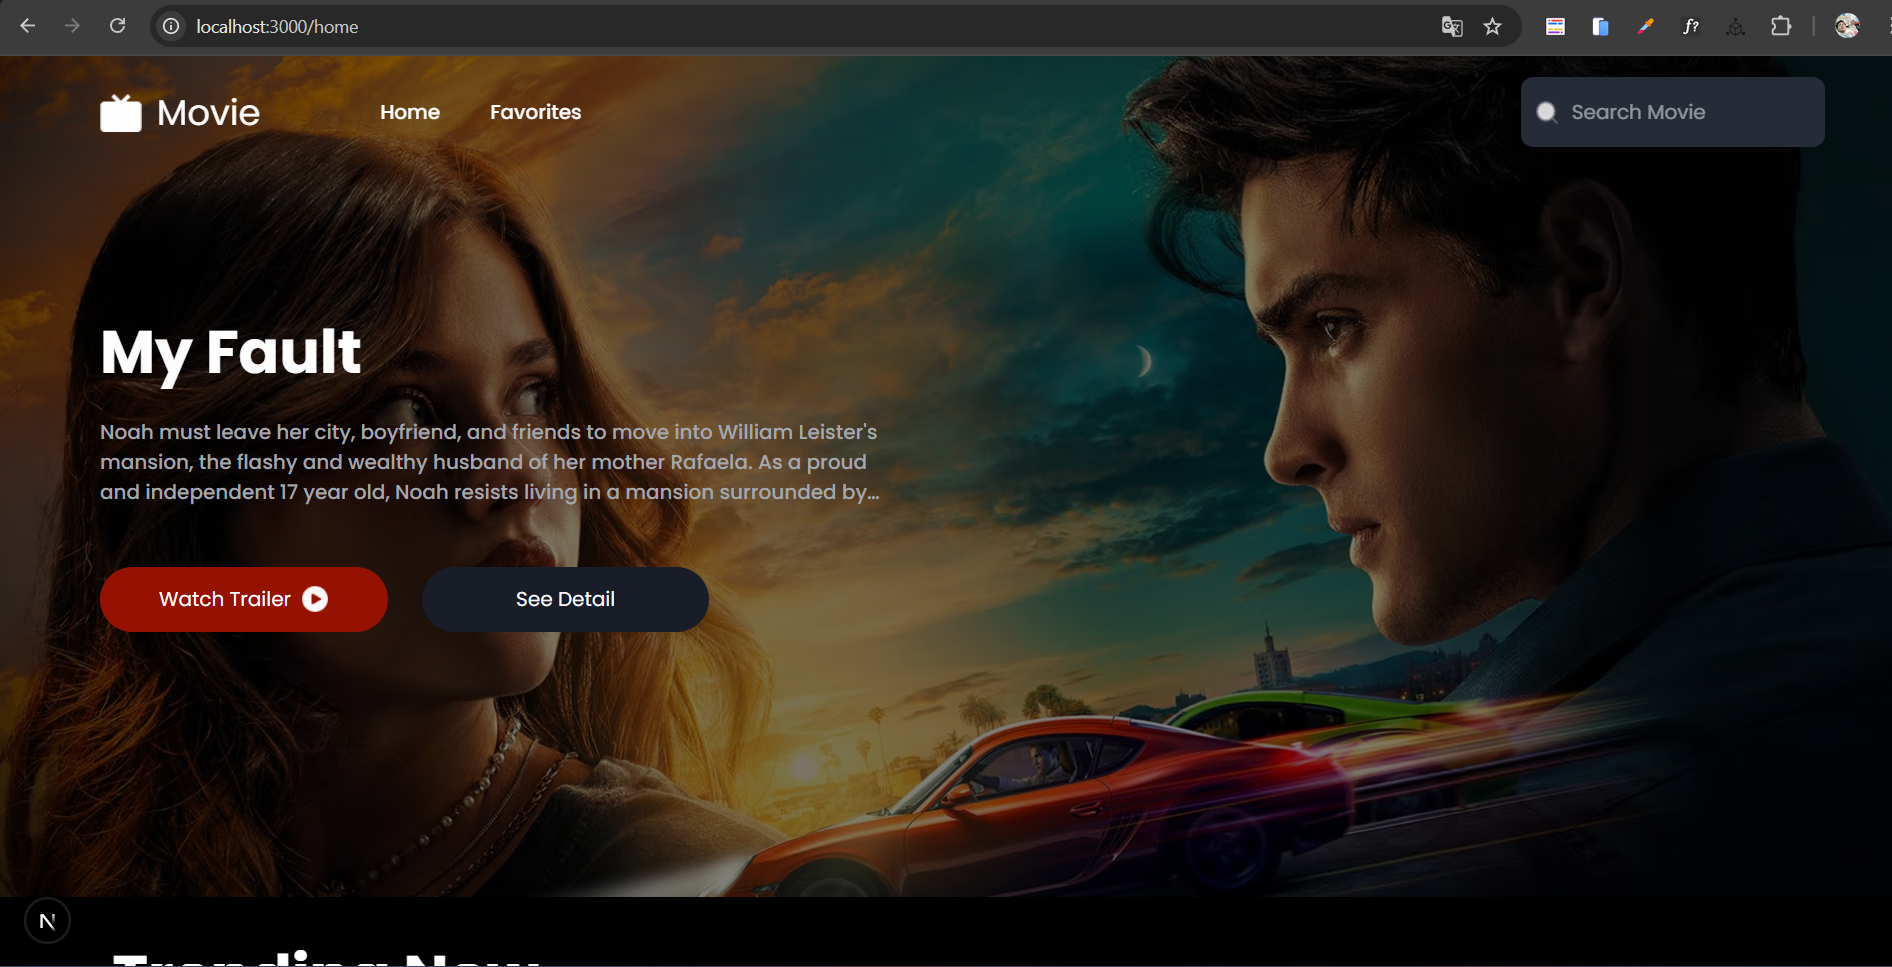 localhost:3000/home
Movie
Home
Favorites
Search Movie
My Fault
Noah must leave her city, boyfriend, and friends to move into William Leister's
mansion, the flashy and wealthy husband of her mother Rafaela. As a proud
and independent 17 year old, Noah resists living in a mansion surrounded by...
Watch Trailer
See Detail
N
Trending Now